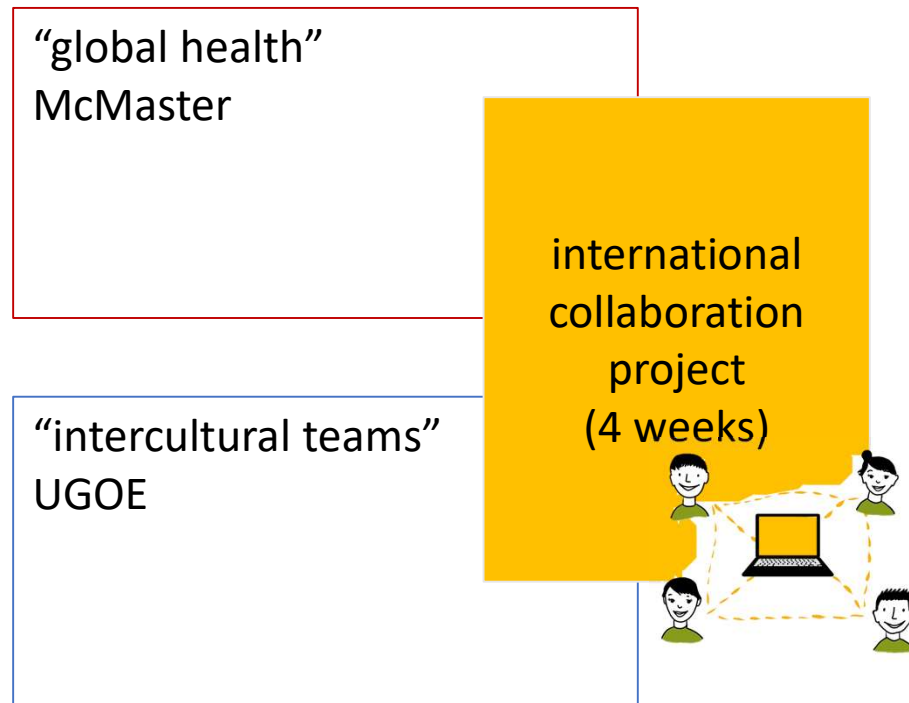 “global health”
McMaster
international
collaboration
project
(4 weeks)
“intercultural teams”
UGOE